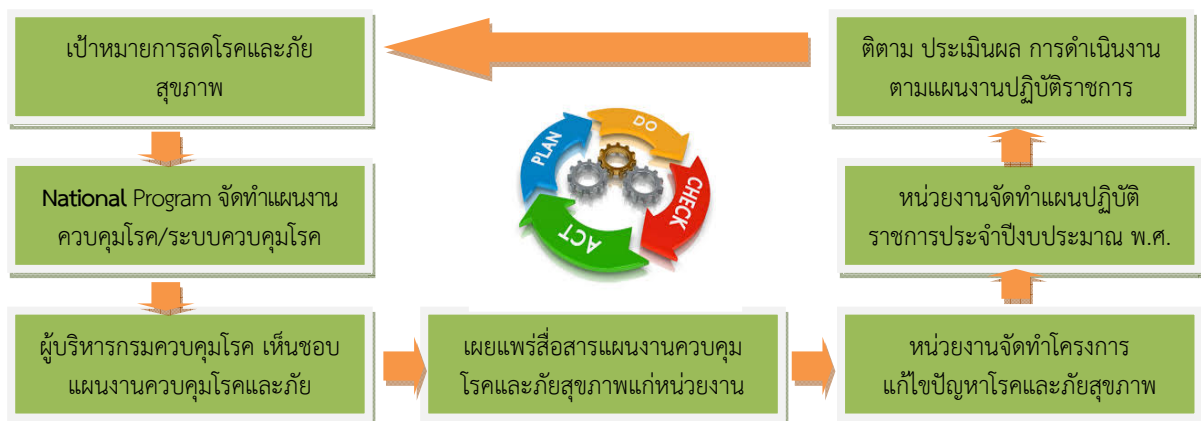 เป้าหมายการลดโรคและภัย
สุขภาพ
National Program จัดทำแผนงาน
ควบคุมโรค/ระบบควบคุมโรค
ผู้บริหารกรมควบคุมโรค เห็นชอบ
แผนงานควบคุมโรคและภัย
เผยแพร่สื่อสารแผนงานควบคุม
โรคและภัยสุขภาพแก่หน่วยงาน
หน่วยงานจัดทำโครงการ
แก้ไขปัญหาโรคและภัยสุขภาพ
หน่วยงานจัดทำแผนปฏิบัติ
ราชการประจำปีงบประมาณ พ.ศ.
ติตาม ประเมินผล การดำเนินงาน
ตามแผนงานปฏิบัติราชการ
PLAN
DO
CHECK
ACT